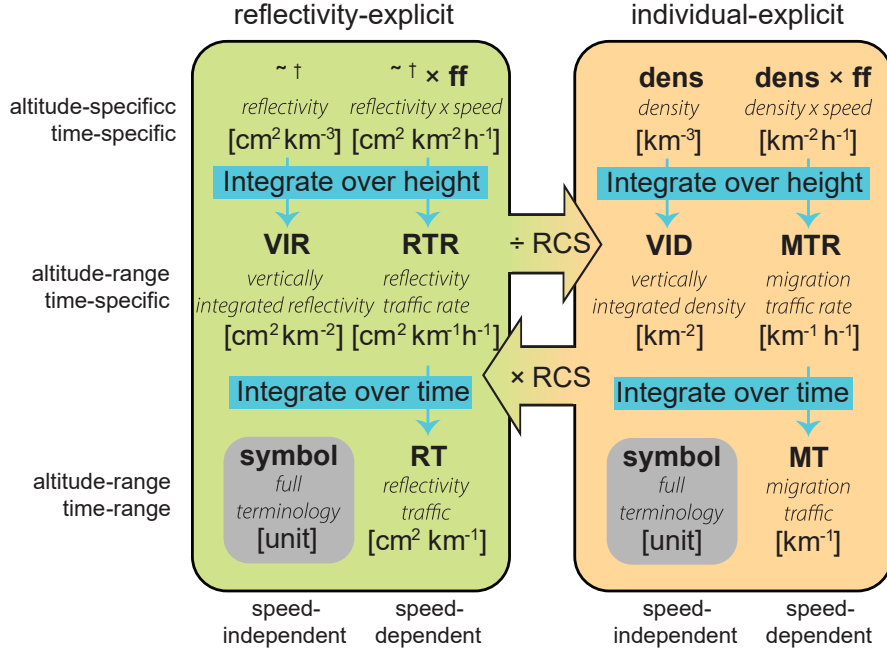 reflectivity-explicit individual-explicit
altitude-specificc
time-specific
~ † ~ † × ff dens dens × ff
reflectivity reflectivity x speed density density x speed
[cm² km⁻³] [cm² km⁻² h⁻¹] [km⁻³] [km⁻² h⁻¹]
Integrate over height Integrate over height
altitude-range
time-specific
VIR RTR ÷ RCS VID MTR
vertically reflectivity vertically migration
integrated reflectivity traffic rate integrated density traffic rate
[cm² km⁻²] [cm² km⁻¹ h⁻¹] [km⁻²] [km⁻¹ h⁻¹]
× RCS
Integrate over time Integrate over time
altitude-range
time-range
symbol RT symbol MT
full reflectivity full migration
terminology traffic terminology traffic
[unit] [cm² km⁻¹] [unit] [km⁻¹]
speed- speed- speed- speed-
independent dependent independent dependent